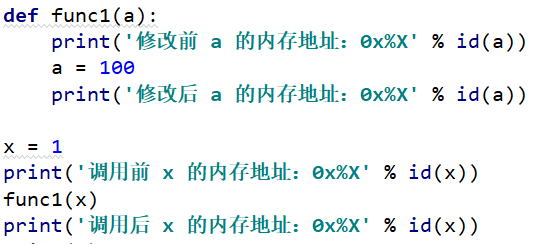 def func1(a):
    print('修改前 a 的内存地址：0x%X' % id(a))
    a = 100
    print('修改后 a 的内存地址：0x%X' % id(a))
x = 1
print('调用前 x 的内存地址：0x%X' % id(x))
func1(x)
print('调用后 x 的内存地址：0x%X' % id(x))